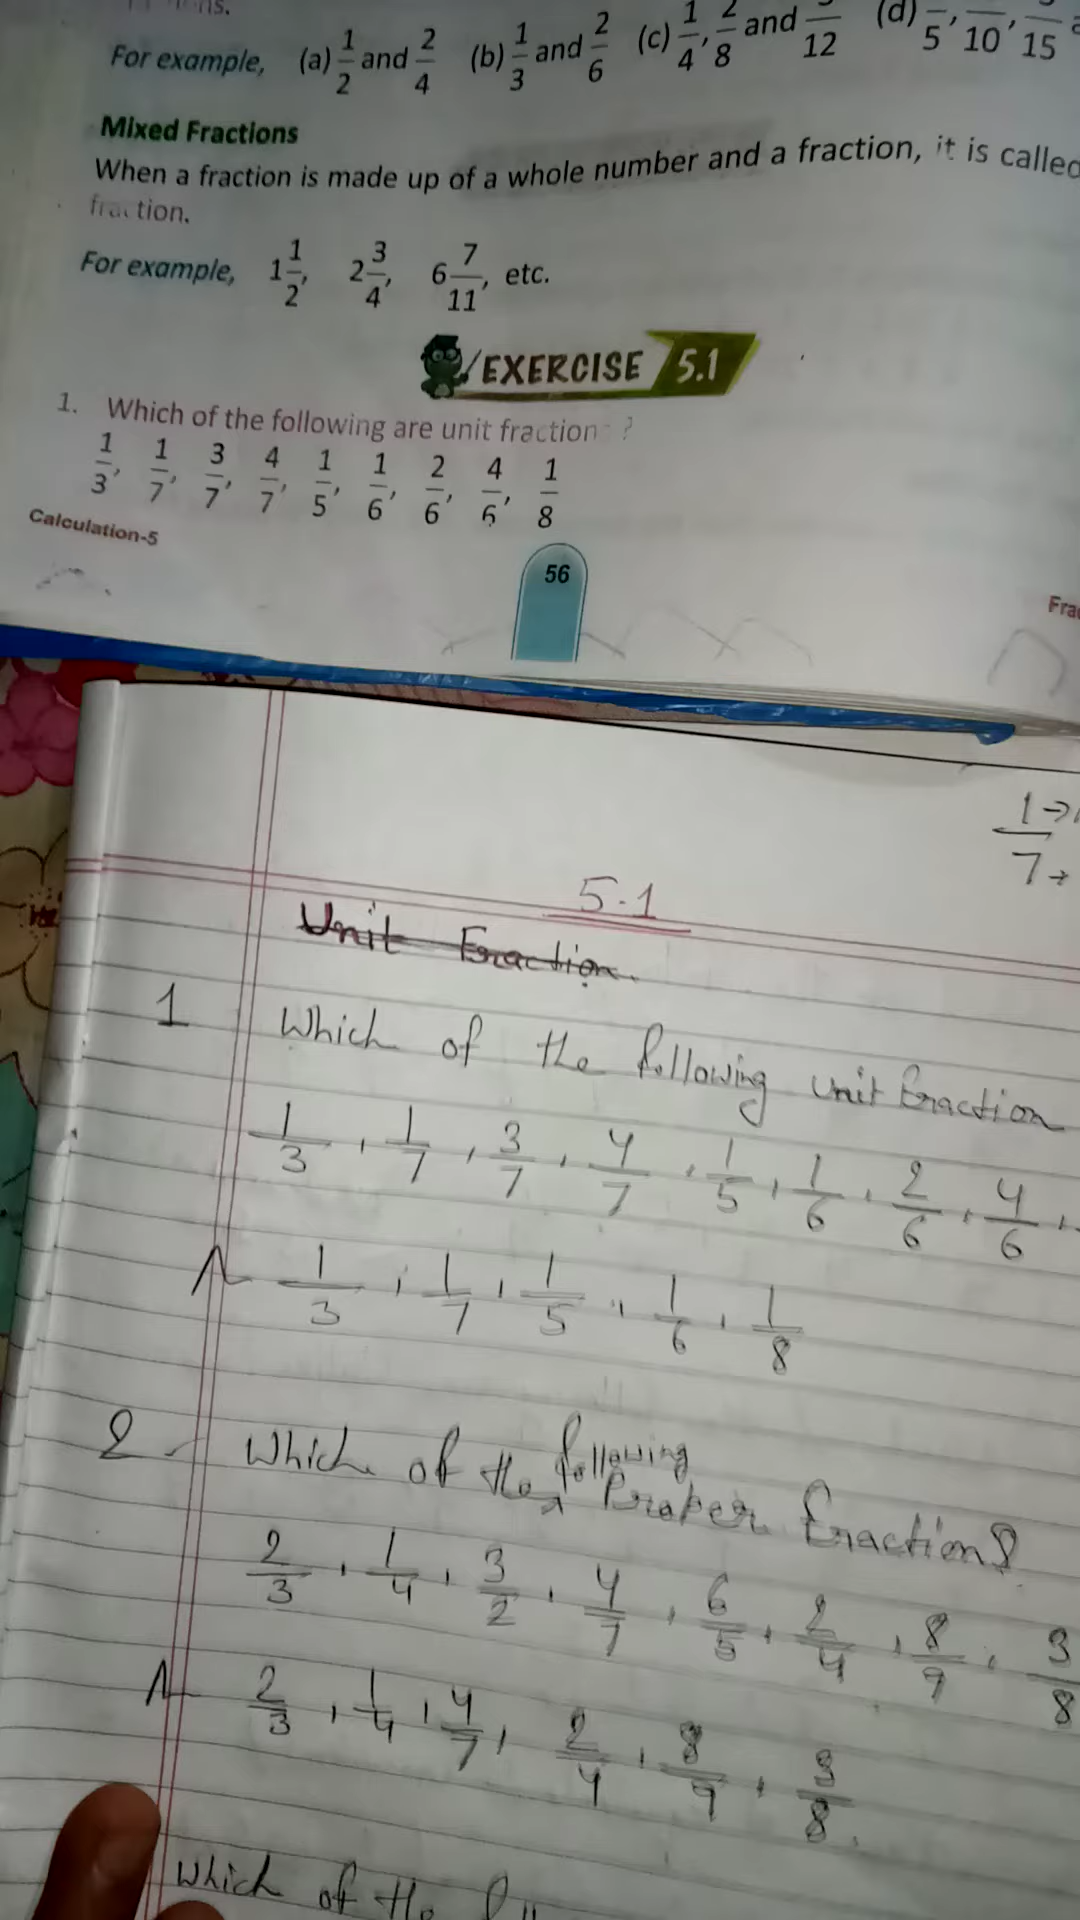 For example, (a) 1/2 and 2/4 (b) 1/3 and 2/6 (c) 1/4, 2/8 and /12 (d) /5, /10, /15
Mixed Fractions
When a fraction is made up of a whole number and a fraction, it is called
fraction.
For example, 1 1/2, 2 3/4, 6 7/11, etc.
EXERCISE 5.1
1. Which of the following are unit fraction ?
1/3, 1/7, 3/7, 4/7, 1/5, 1/6, 2/6, 4/6, 1/8
Calculation-5
56
Fra
1→
7→
5.1
Unit Fraction.
1 Which of the following unit fraction
1/3, 1/7, 3/7, 4/7, 1/5, 1/6, 2/6, 4/6,
1/3, 1/7, 1/5, 1/6, 1/8
2 Which of the following Proper fraction?
2/3, 1/4, 3/2, 4/7, 6/5, 2/4, 8/9, 3/8
2/3, 1/4, 4/7, 2/4, 8/9, 3/8.
Which of the